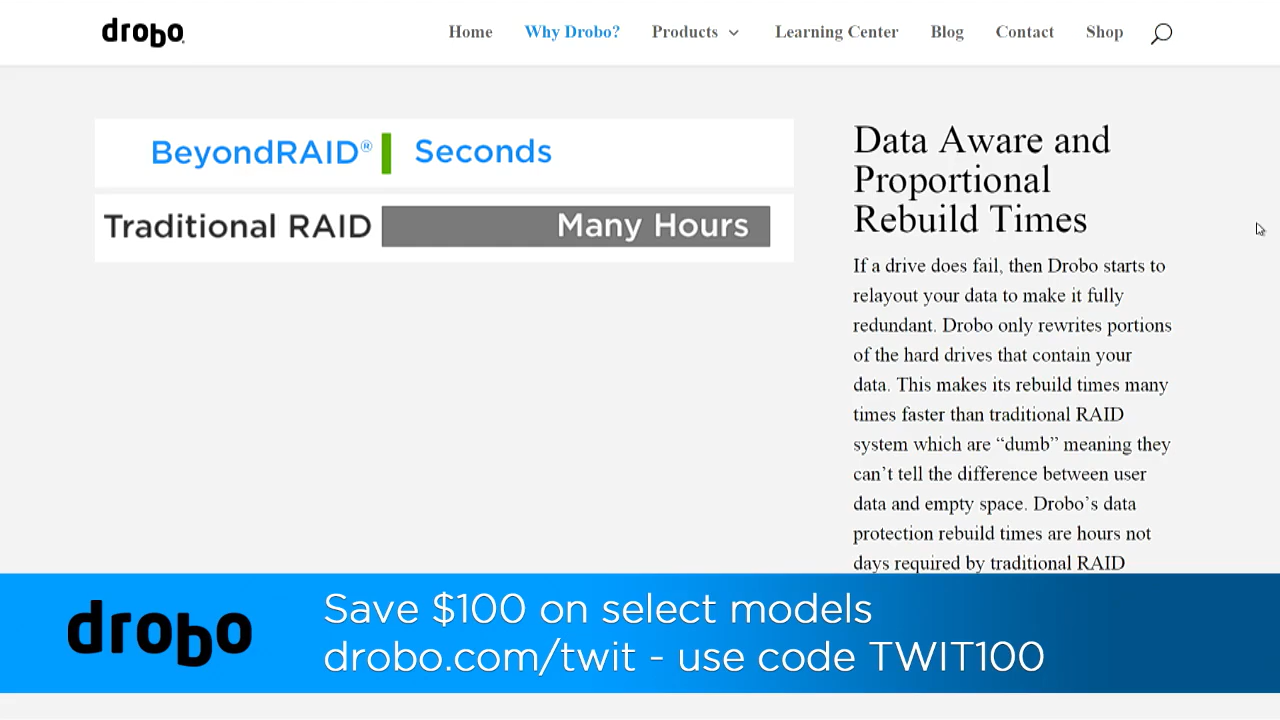 drobo
Home Why Drobo? Products Learning Center Blog Contact Shop
BeyondRAID® Seconds
Traditional RAID Many Hours
Data Aware and
Proportional
Rebuild Times
If a drive does fail, then Drobo starts to
relayout your data to make it fully
redundant. Drobo only rewrites portions
of the hard drives that contain your
data. This makes its rebuild times many
times faster than traditional RAID
system which are “dumb” meaning they
can’t tell the difference between user
data and empty space. Drobo’s data
protection rebuild times are hours not
days required by traditional RAID
drobo
Save $100 on select models
drobo.com/twit - use code TWIT100